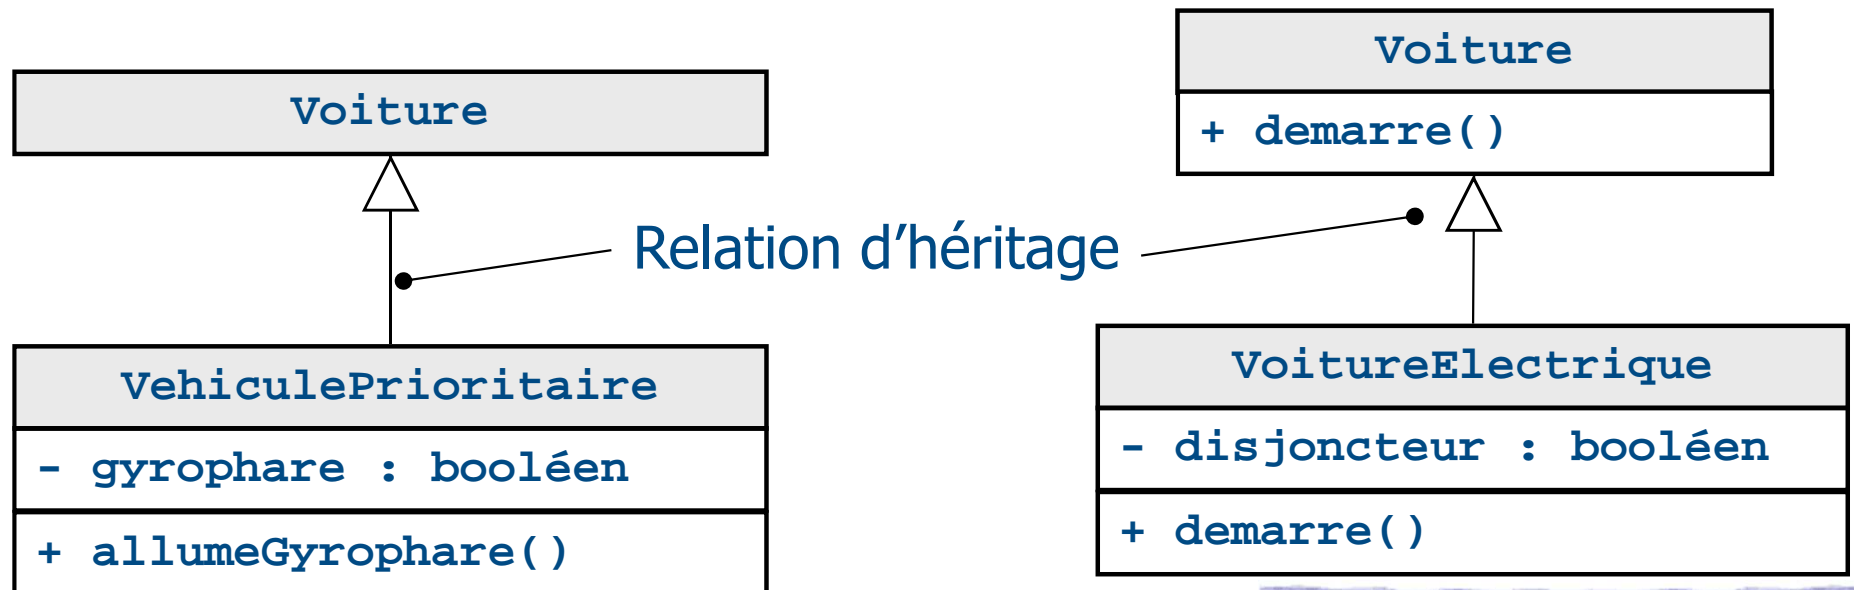 Voiture
VehiculePrioritaire
- gyrophare : booléen
+ allumeGyrophare()
Relation d’héritage
Voiture
+ demarre()
VoitureElectrique
- disjoncteur : booléen
+ demarre()